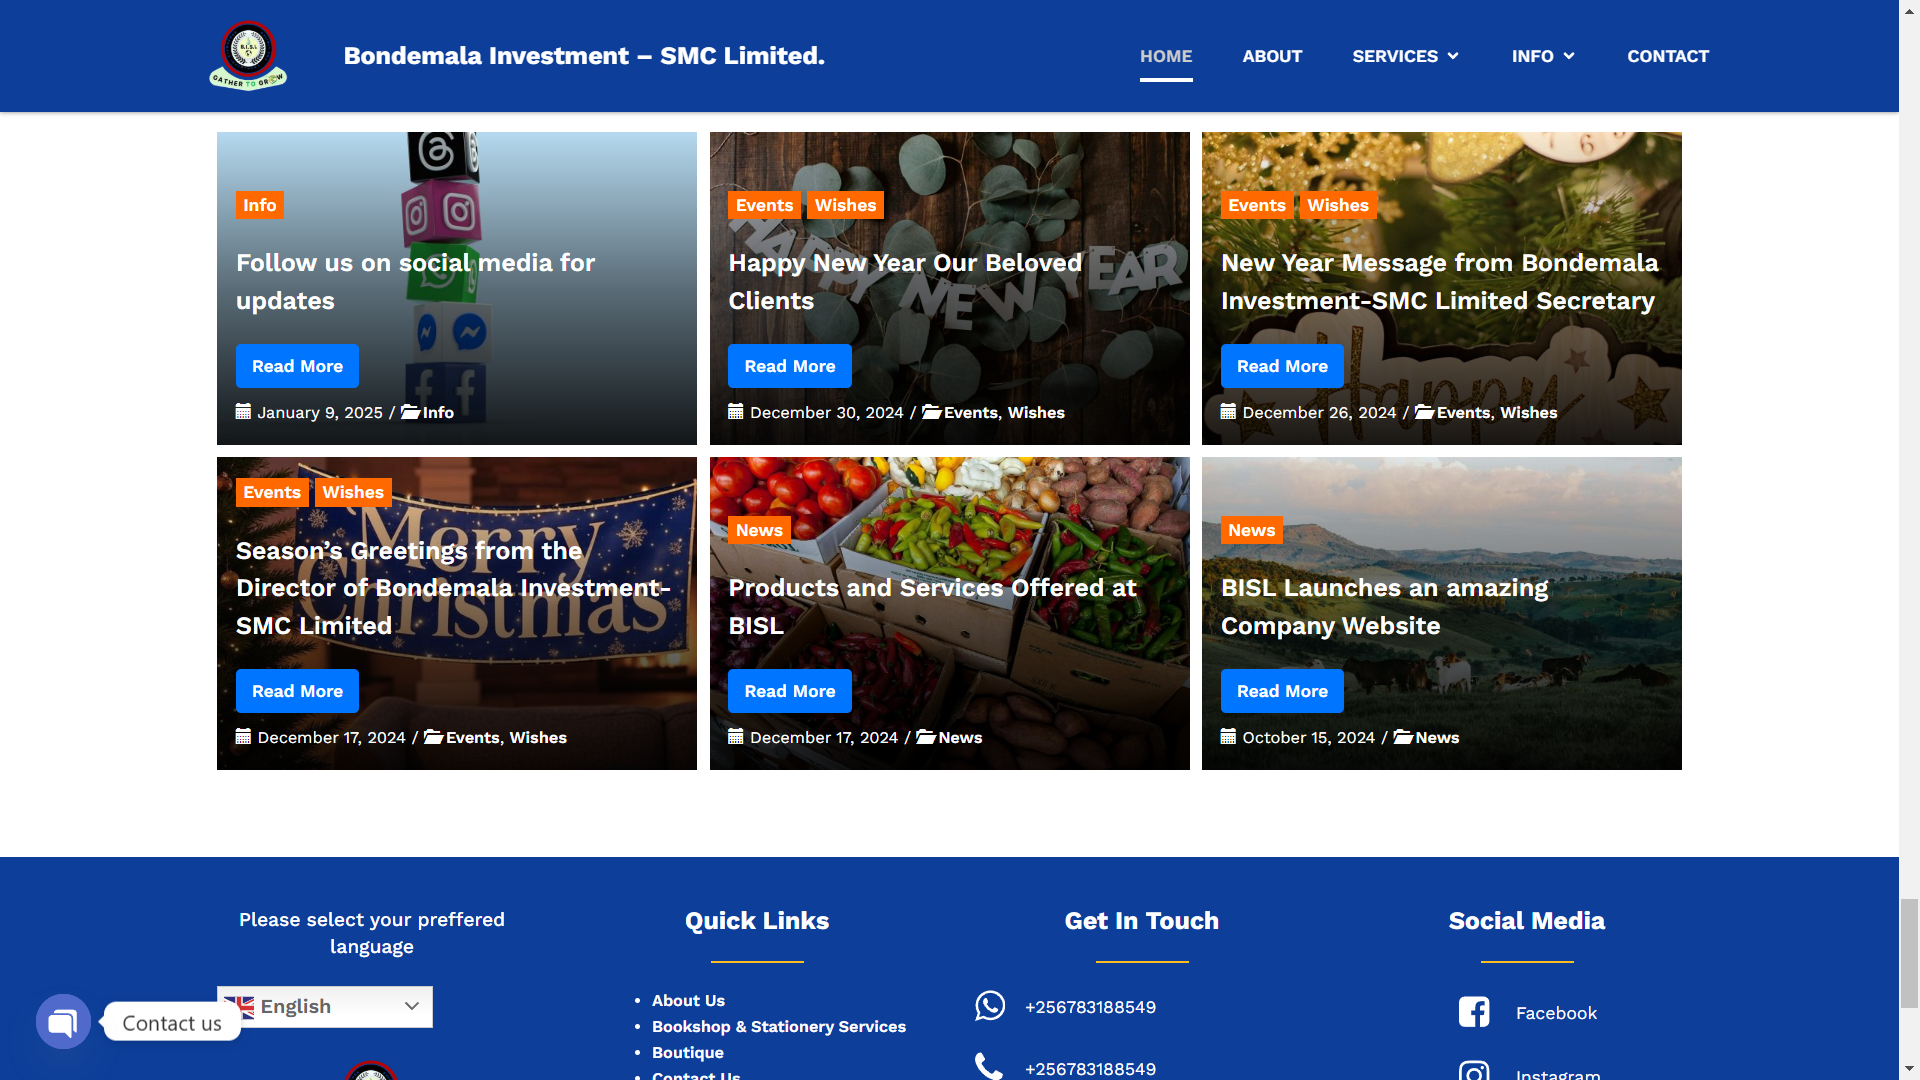 B.I.S.L
GATHER TO GROW
Bondemala Investment – SMC Limited.
HOME
ABOUT
SERVICES
INFO
CONTACT
Info
Follow us on social media for
updates
Read More
January 9, 2025 / Info
HAPPY NEW YEAR
Events Wishes
Happy New Year Our Beloved
Clients
Read More
December 30, 2024 / Events, Wishes
Happy
Events Wishes
New Year Message from Bondemala
Investment-SMC Limited Secretary
Read More
December 26, 2024 / Events, Wishes
Merry
Christmas
Events Wishes
Season’s Greetings from the
Director of Bondemala Investment-
SMC Limited
Read More
December 17, 2024 / Events, Wishes
News
Products and Services Offered at
BISL
Read More
December 17, 2024 / News
News
BISL Launches an amazing
Company Website
Read More
October 15, 2024 / News
Please select your preffered
language
English
Contact us
Quick Links
• About Us
• Bookshop & Stationery Services
• Boutique
• Contact Us
Get In Touch
+256783188549
+256783188549
Social Media
Facebook
Instagram